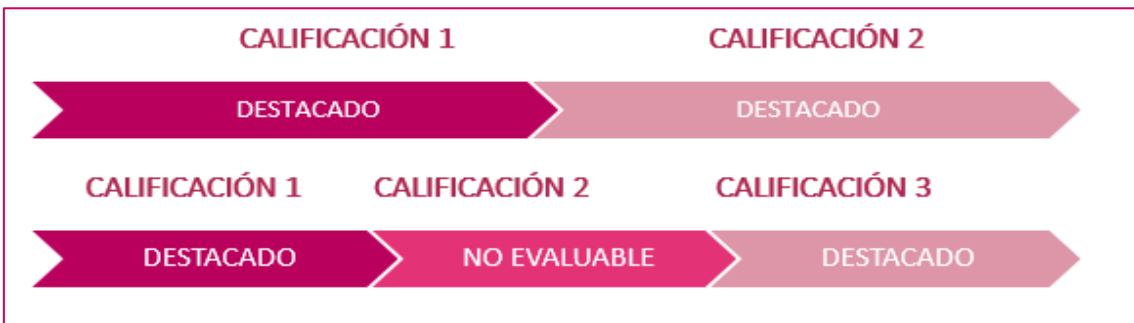 CALIFICACIÓN 1 CALIFICACIÓN 2
DESTACADO DESTACADO
CALIFICACIÓN 1 CALIFICACIÓN 2 CALIFICACIÓN 3
DESTACADO NO EVALUABLE DESTACADO